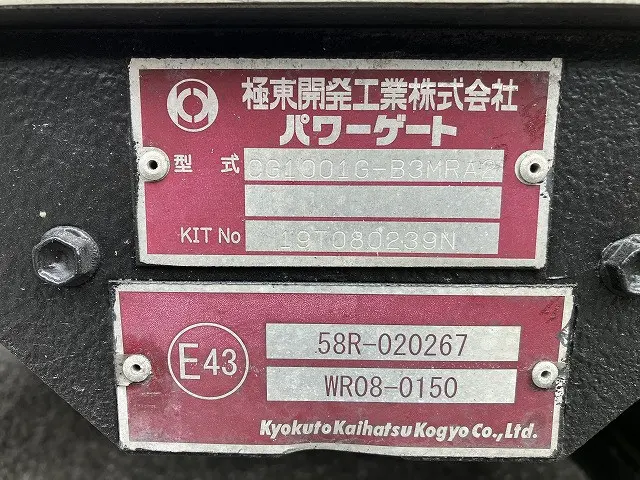 極東開発工業株式会社
パワーゲート
型式 CG1001G-B3MRA2
KIT No 19T080239N
E43
58R-020267
WR08-0150
Kyokuto Kaihatsu Kogyo Co., Ltd.